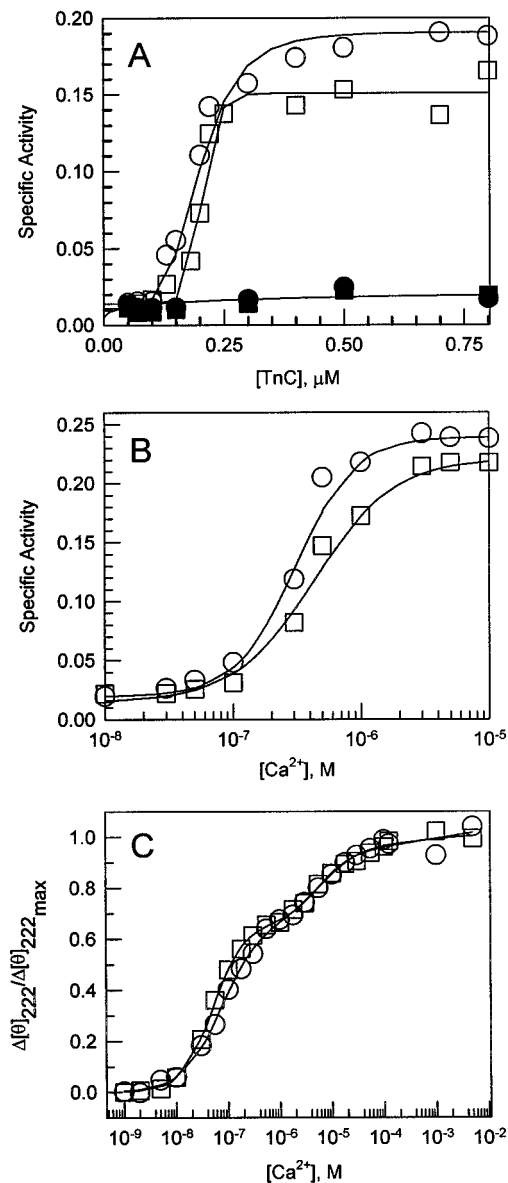 A
Specific Activity
0.20
0.15
0.10
0.05
0.00
0.00 0.25 0.50 0.75
[TnC], μM
B
Specific Activity
0.25
0.20
0.15
0.10
0.05
0.00
10⁻⁸ 10⁻⁷ 10⁻⁶ 10⁻⁵
[Ca²⁺], M
C
Δ[θ]₂₂₂/Δ[θ]₂₂₂max
1.0
0.8
0.6
0.4
0.2
0.0
10⁻⁹ 10⁻⁸ 10⁻⁷ 10⁻⁶ 10⁻⁵ 10⁻⁴ 10⁻³ 10⁻²
[Ca²⁺], M